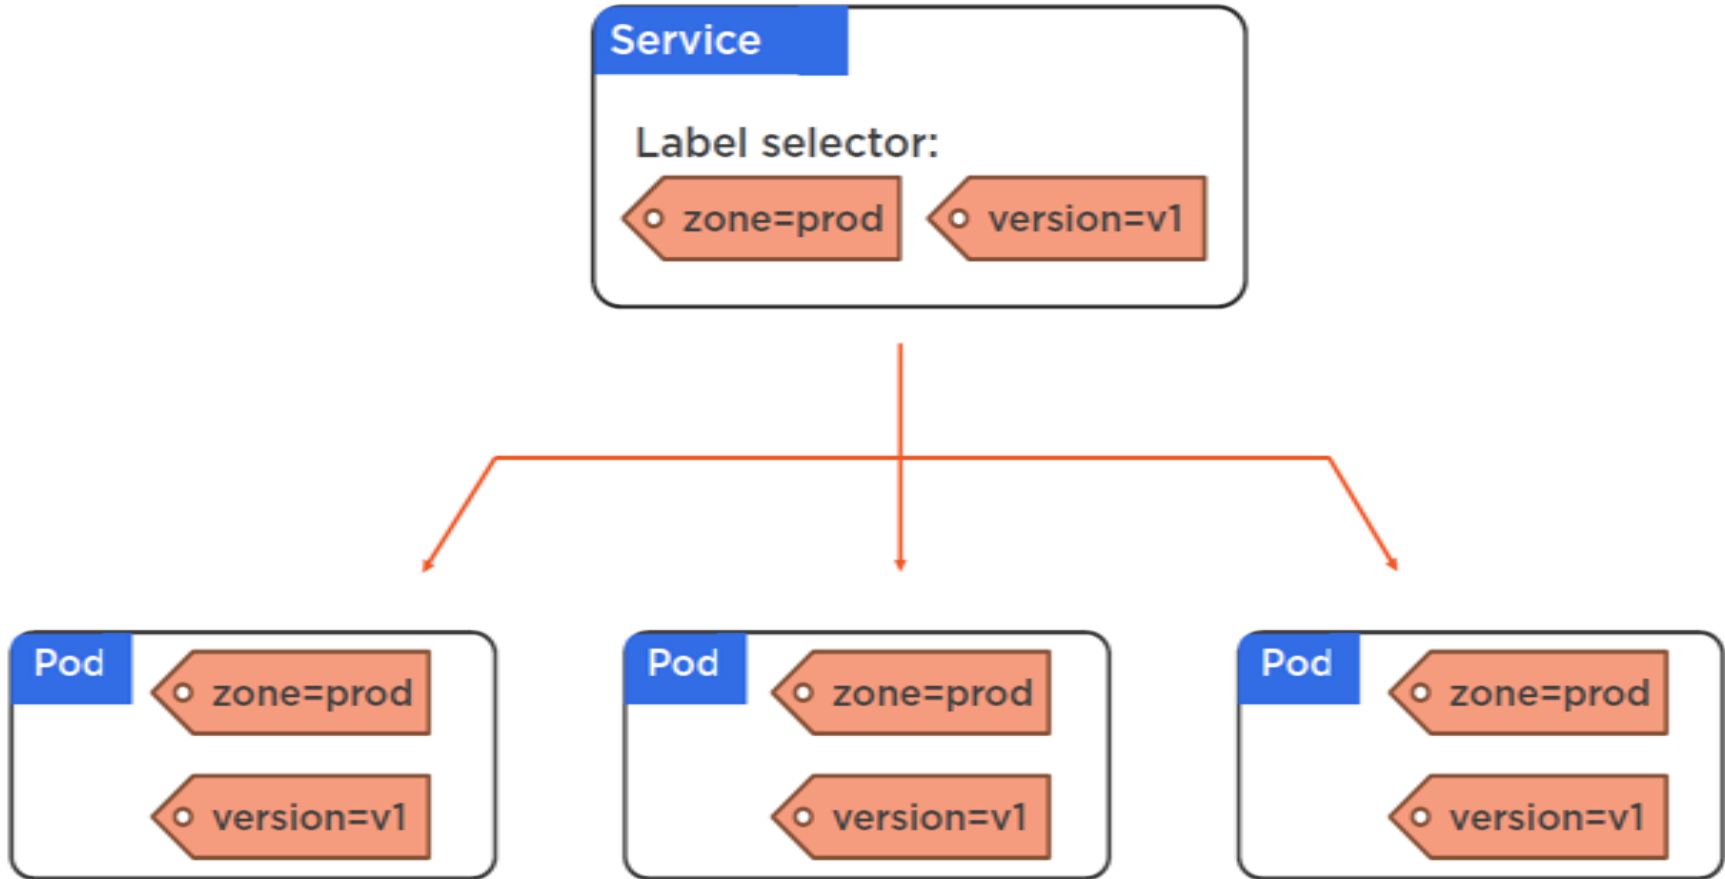 Service
Label selector:
zone=prod version=v1
Pod
zone=prod
version=v1
Pod
zone=prod
version=v1
Pod
zone=prod
version=v1